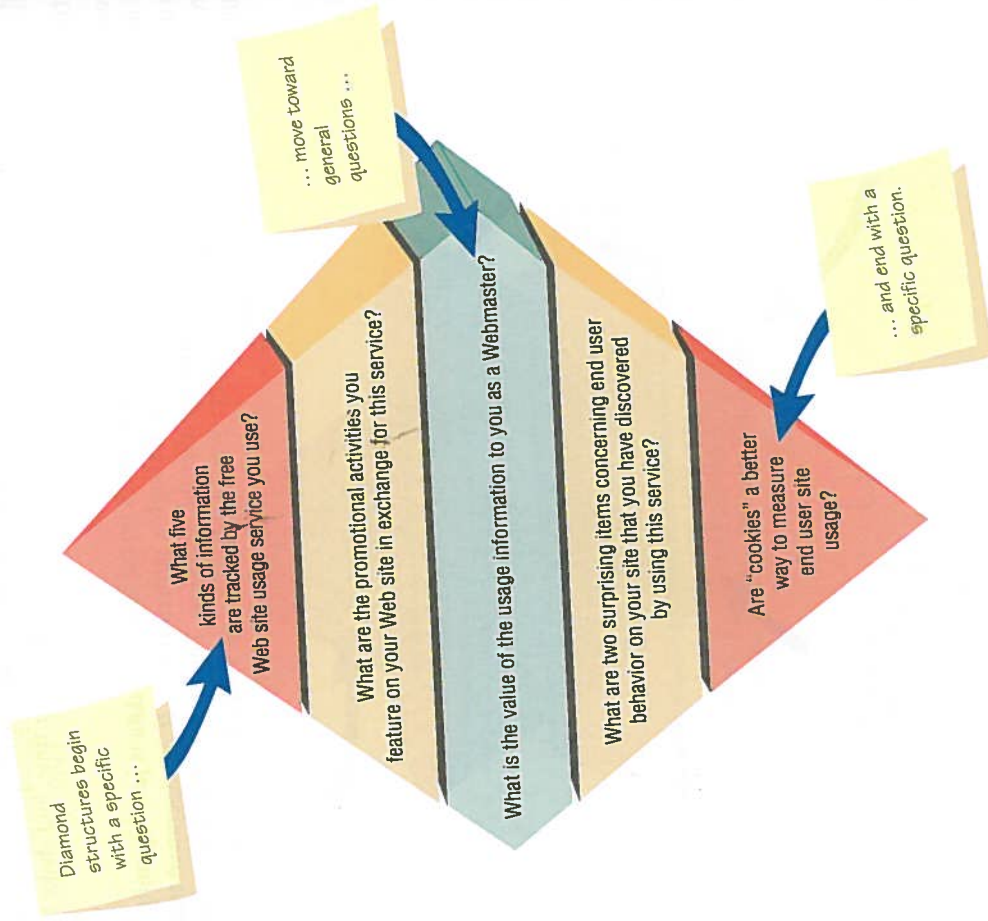 Diamond
structures begin
with a specific
question ...
... move toward
general
questions ...
What five
kinds of information
are tracked by the free
Web site usage service you use?
What are the promotional activities you
feature on your Web site in exchange for this service?
What is the value of the usage information to you as a Webmaster?
What are two surprising items concerning end user
behavior on your site that you have discovered
by using this service?
Are "cookies" a better
way to measure
end user site
usage?
... and end with a
specific question.